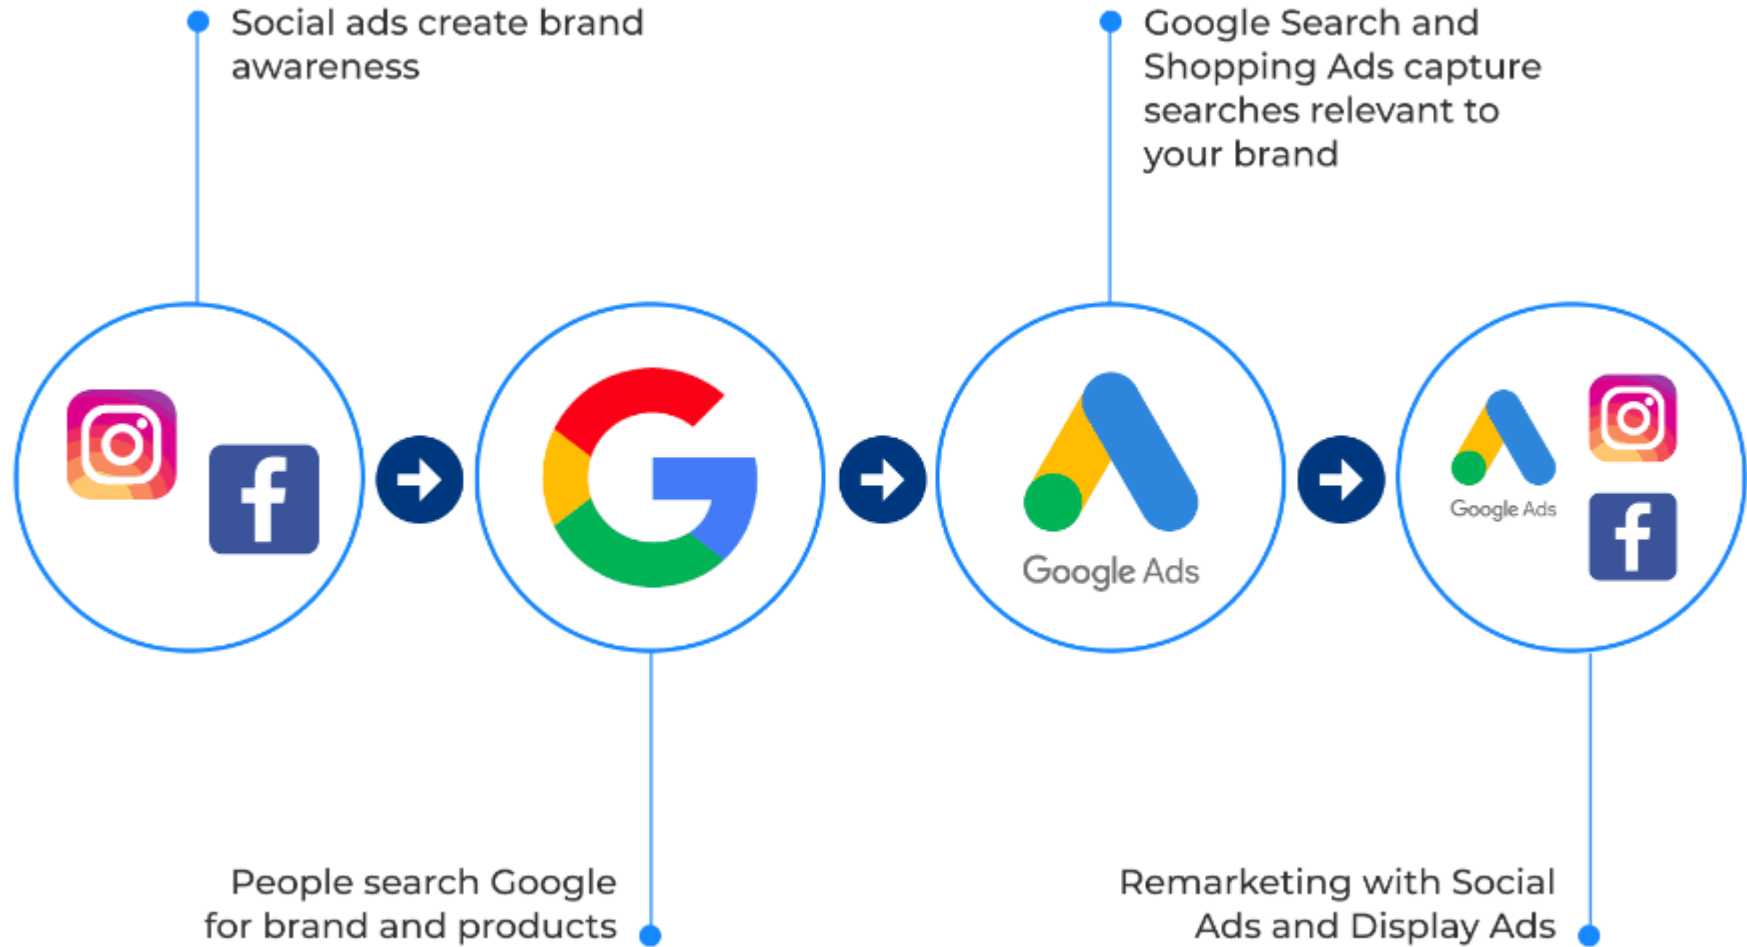 Social ads create brand
awareness
Google Search and
Shopping Ads capture
searches relevant to
your brand
Google Ads
Google Ads
People search Google
for brand and products
Remarketing with Social
Ads and Display Ads